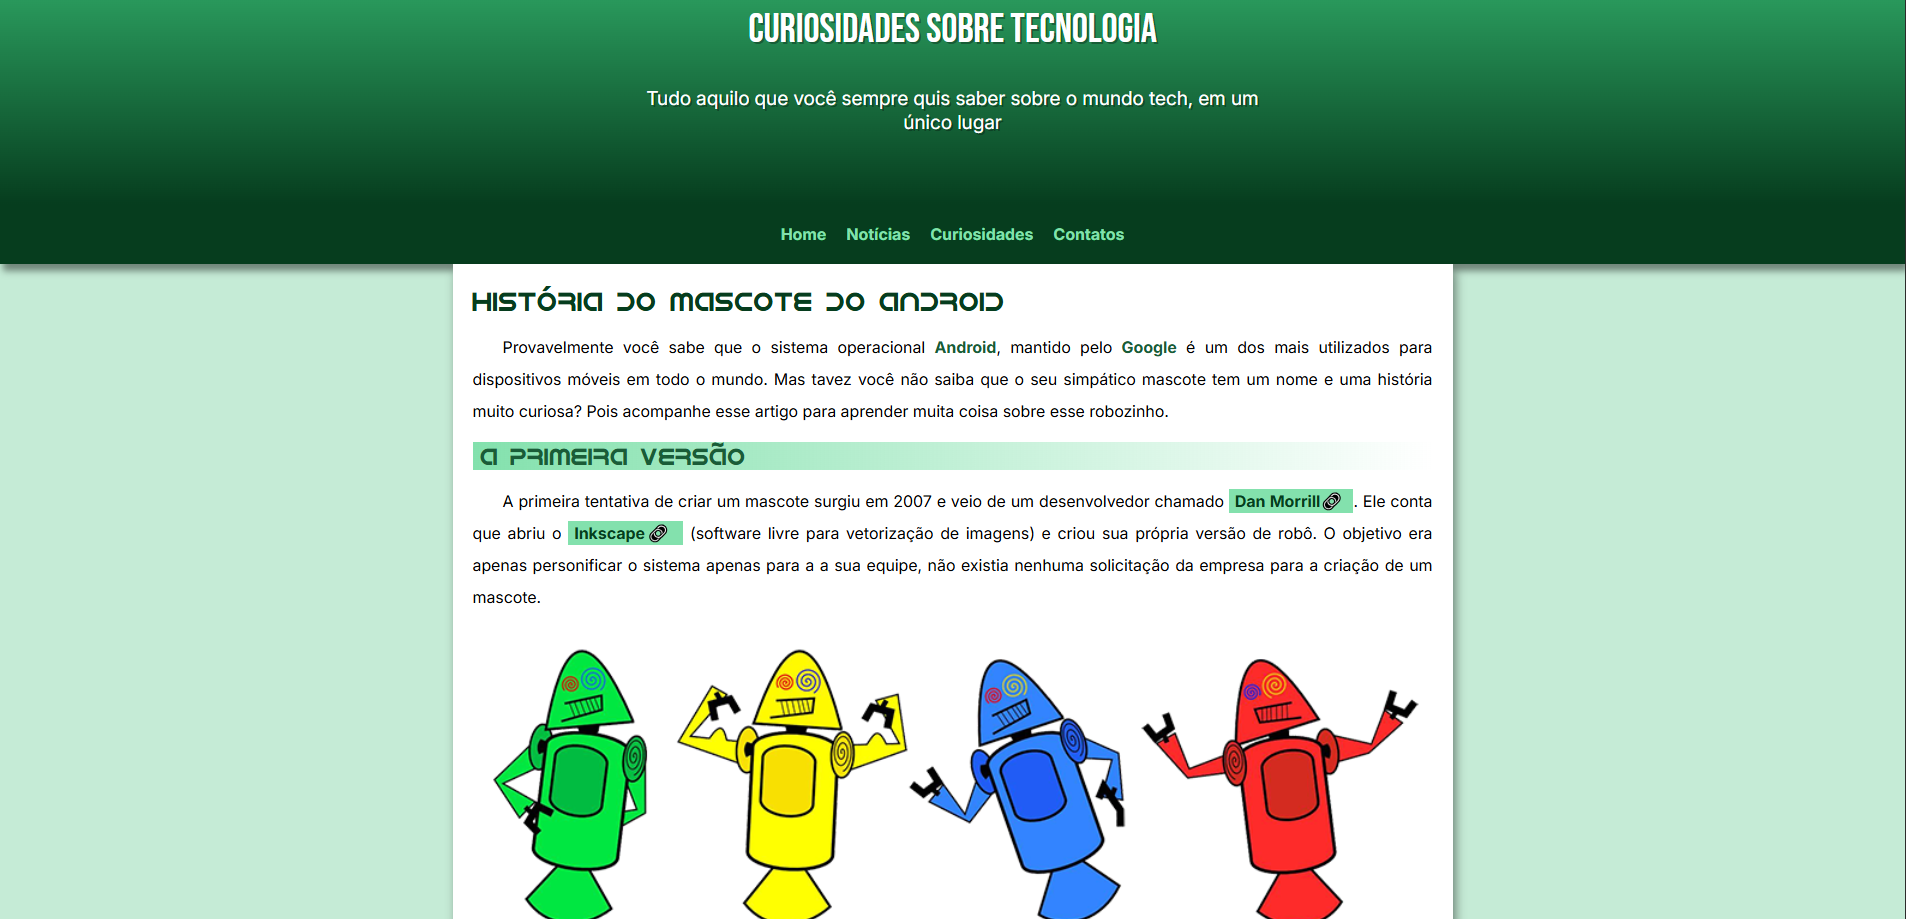 CURIOSIDADES SOBRE TECNOLOGIA
Tudo aquilo que você sempre quis saber sobre o mundo tech, em um
único lugar
Home Notícias Curiosidades Contatos
HISTÓRIA DO MASCOTE DO ANDROID
Provavelmente você sabe que o sistema operacional Android, mantido pelo Google é um dos mais utilizados para
dispositivos móveis em todo o mundo. Mas tavez você não saiba que o seu simpático mascote tem um nome e uma história
muito curiosa? Pois acompanhe esse artigo para aprender muita coisa sobre esse robozinho.
A PRIMEIRA VERSÃO
A primeira tentativa de criar um mascote surgiu em 2007 e veio de um desenvolvedor chamado Dan Morrill. Ele conta
que abriu o Inkscape (software livre para vetorização de imagens) e criou sua própria versão de robô. O objetivo era
apenas personificar o sistema apenas para a a sua equipe, não existia nenhuma solicitação da empresa para a criação de um
mascote.